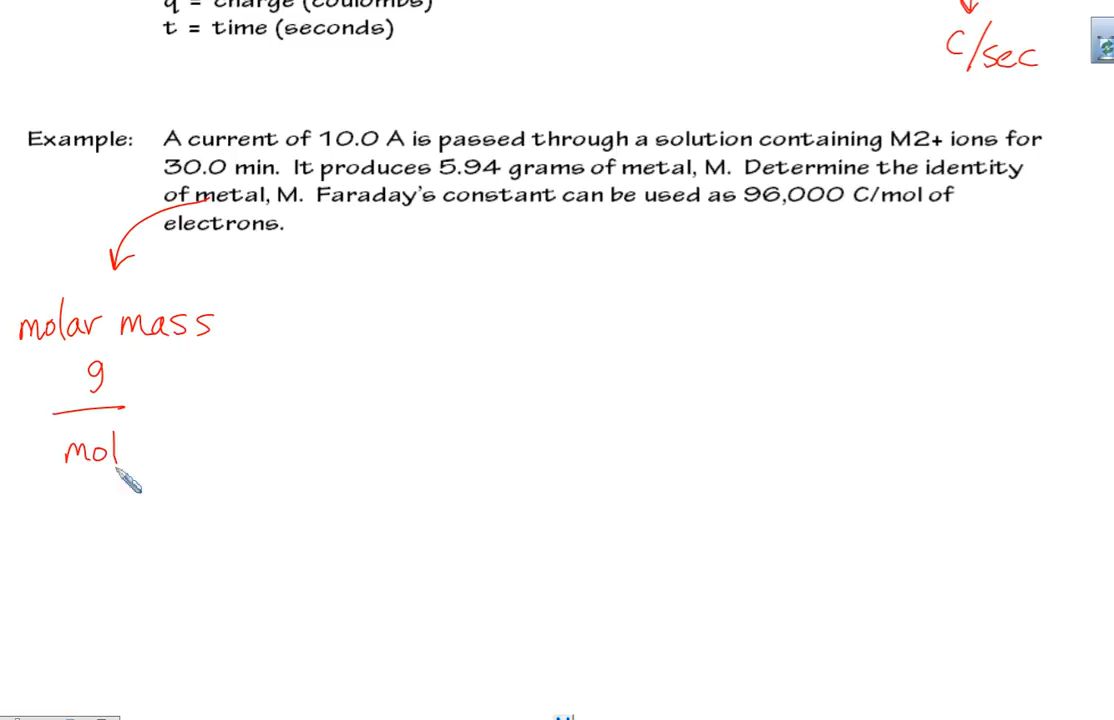 q = charge (coulombs)
t = time (seconds)
C/sec
Example: A current of 10.0 A is passed through a solution containing M2+ ions for
30.0 min. It produces 5.94 grams of metal, M. Determine the identity
of metal, M. Faraday's constant can be used as 96,000 C/mol of
electrons.
molar mass
g
mol